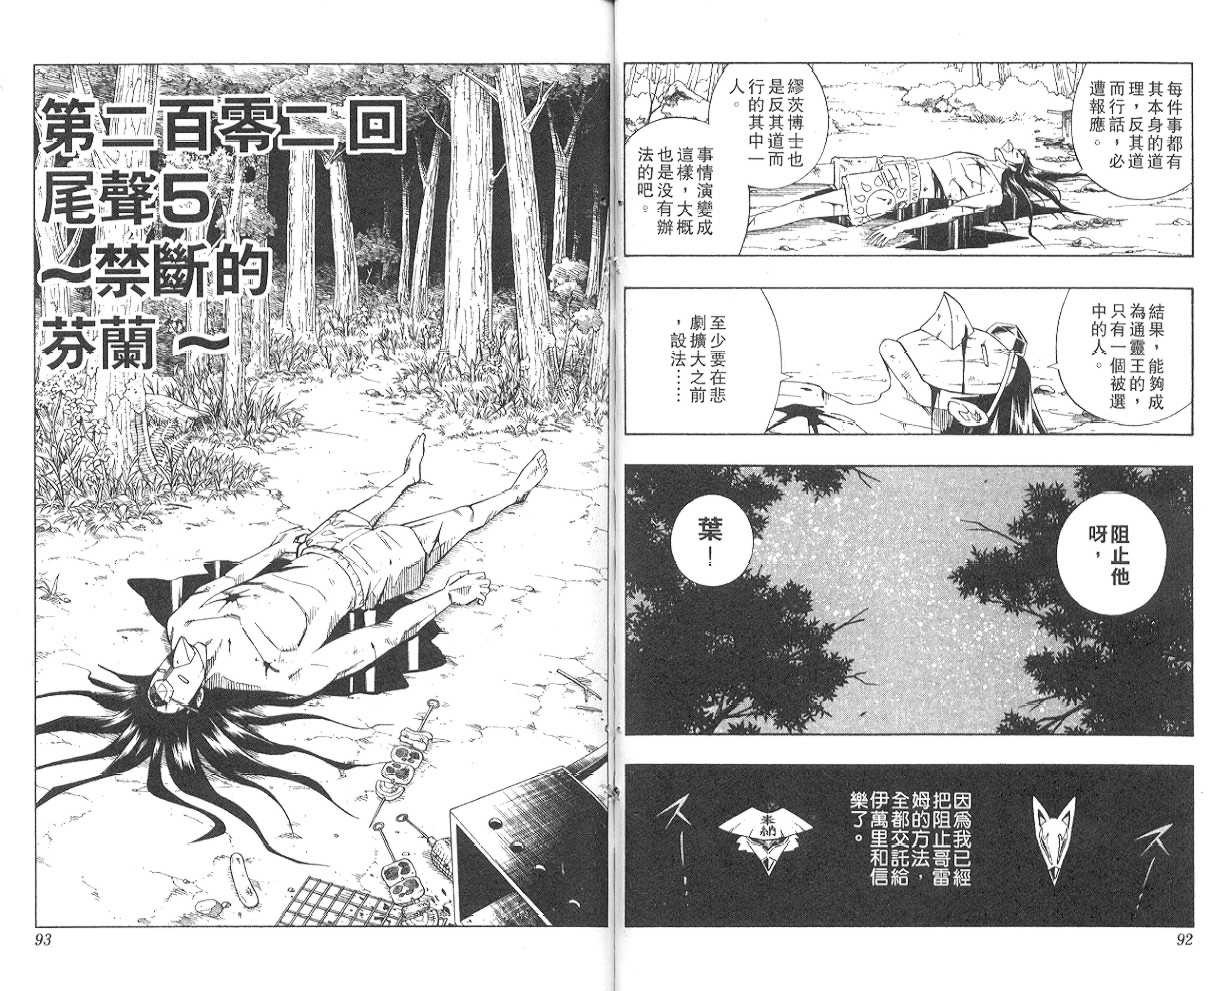 每件事都有
其本身的道
理，反其道
而行話，必
遭報應。
繆茨博士也
是反其道而
行的其中一
人。
事情演變成
這樣，大概
也是沒有辦
法的吧。
結果，能夠成
為通靈王的，
只有一個被選
中的人。
至少要在悲
劇擴大之前
，設法……
阻止他
呀，
葉！
ス…
因為我已經
把阻止哥雷
姆的方法，
全都交託給
伊萬里和信
樂了。
奉納
ス…
92
第二百零二回
尾聲5
～禁斷的
芬蘭～
93